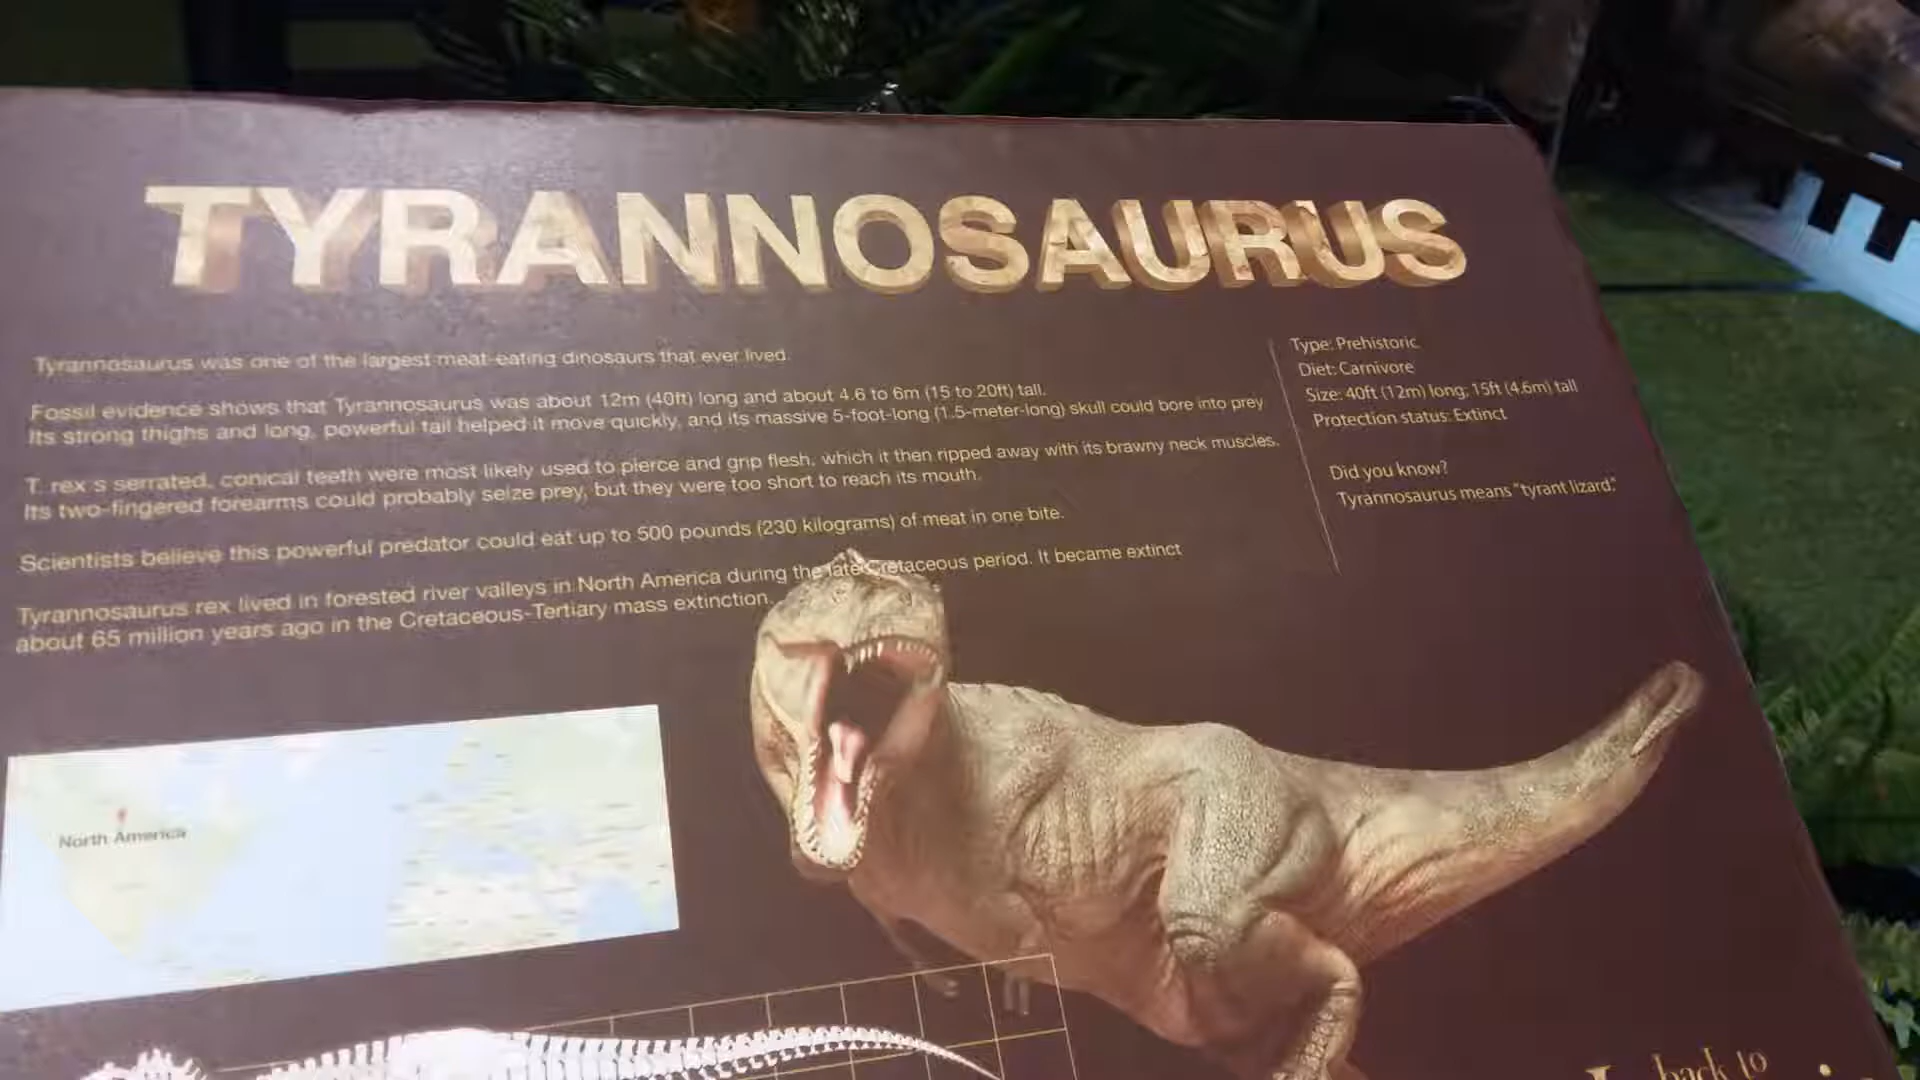 TYRANNOSAURUS
Tyrannosaurus was one of the largest meat-eating dinosaurs that ever lived.
Fossil evidence shows that Tyrannosaurus was about 12m (40ft) long and about 4.6 to 6m (15 to 20ft) tall.
Its strong thighs and long, powerful tail helped it move quickly, and its massive 5-foot-long (1.5-meter-long) skull could bore into prey.
T. rex s serrated, conical teeth were most likely used to pierce and grip flesh, which it then ripped away with its brawny neck muscles.
Its two-fingered forearms could probably seize prey, but they were too short to reach its mouth.
Scientists believe this powerful predator could eat up to 500 pounds (230 kilograms) of meat in one bite.
Tyrannosaurus rex lived in forested river valleys in North America during the late Cretaceous period. It became extinct
about 65 million years ago in the Cretaceous-Tertiary mass extinction.
Type: Prehistoric
Diet: Carnivore
Size: 40ft (12m) long; 15ft (4.6m) tall
Protection status: Extinct
Did you know?
Tyrannosaurus means "tyrant lizard."
North America
back to